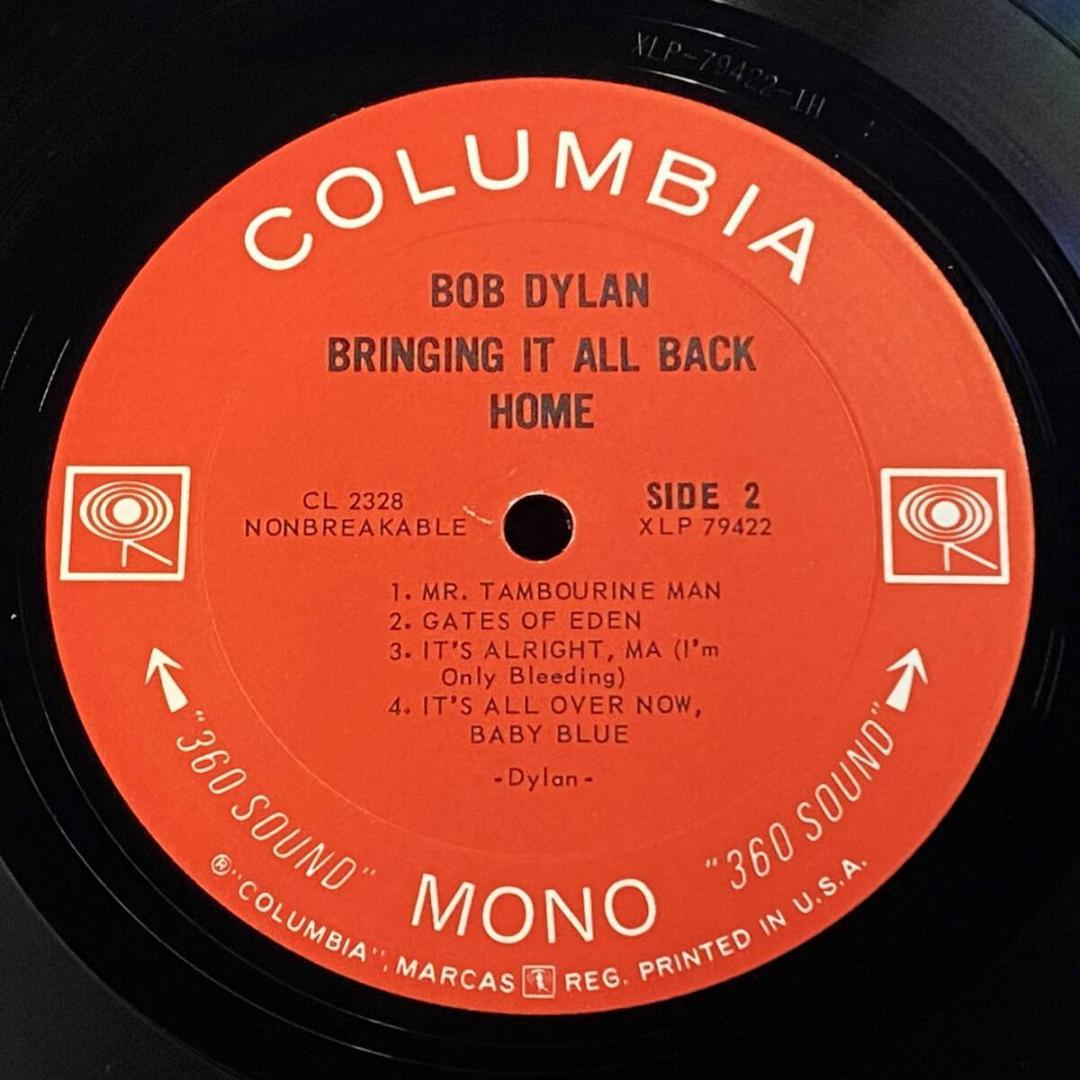 XLP-79422-1H
COLUMBIA
BOB DYLAN
BRINGING IT ALL BACK
HOME
CL 2328
NONBREAKABLE
SIDE 2
XLP 79422
1. MR. TAMBOURINE MAN
2. GATES OF EDEN
3. IT'S ALRIGHT, MA (I'm
Only Bleeding)
4. IT'S ALL OVER NOW,
BABY BLUE
-Dylan-
"360 SOUND"
MONO
"360 SOUND"
®"COLUMBIA", MARCAS REG. PRINTED IN U.S.A.